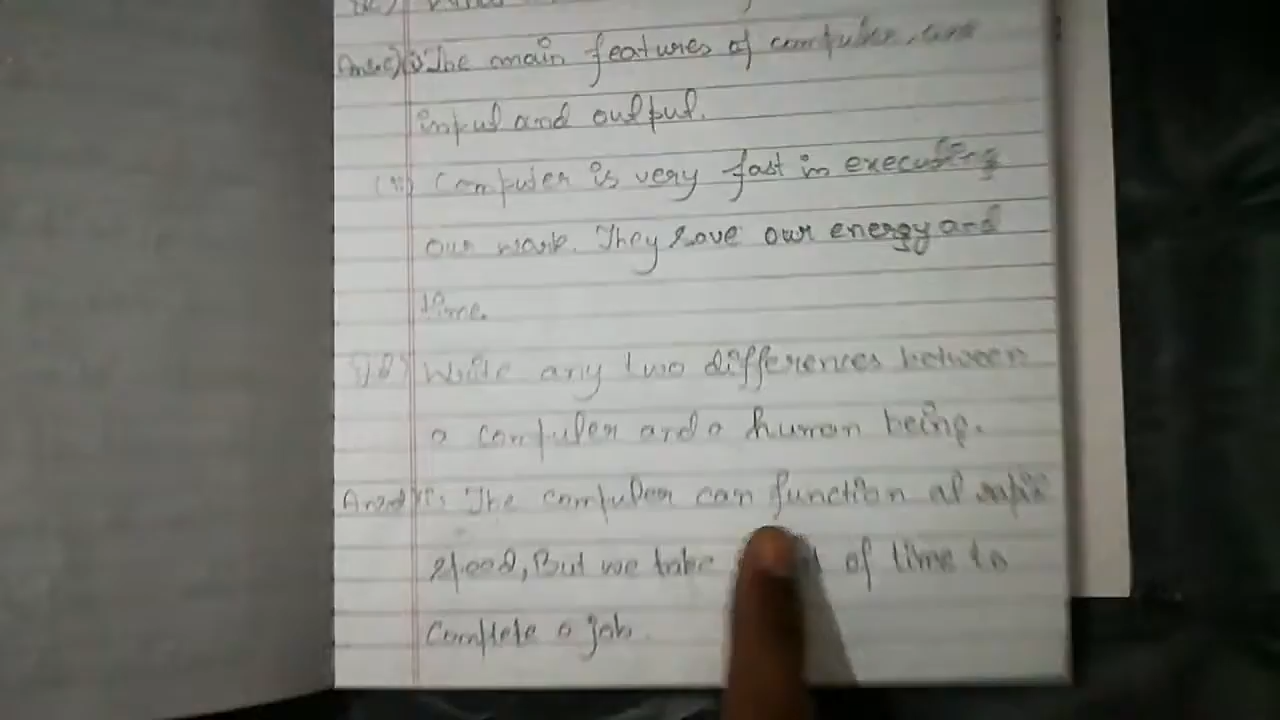 Ans(c)(i) The main features of computer are
input and output.
(ii) Computer is very fast in executing
our work. They save our energy and
time.
Write any two differences between
a computer and a human being.
(i). The computer can function at rapid
speed, But we take of time to
complete a job.